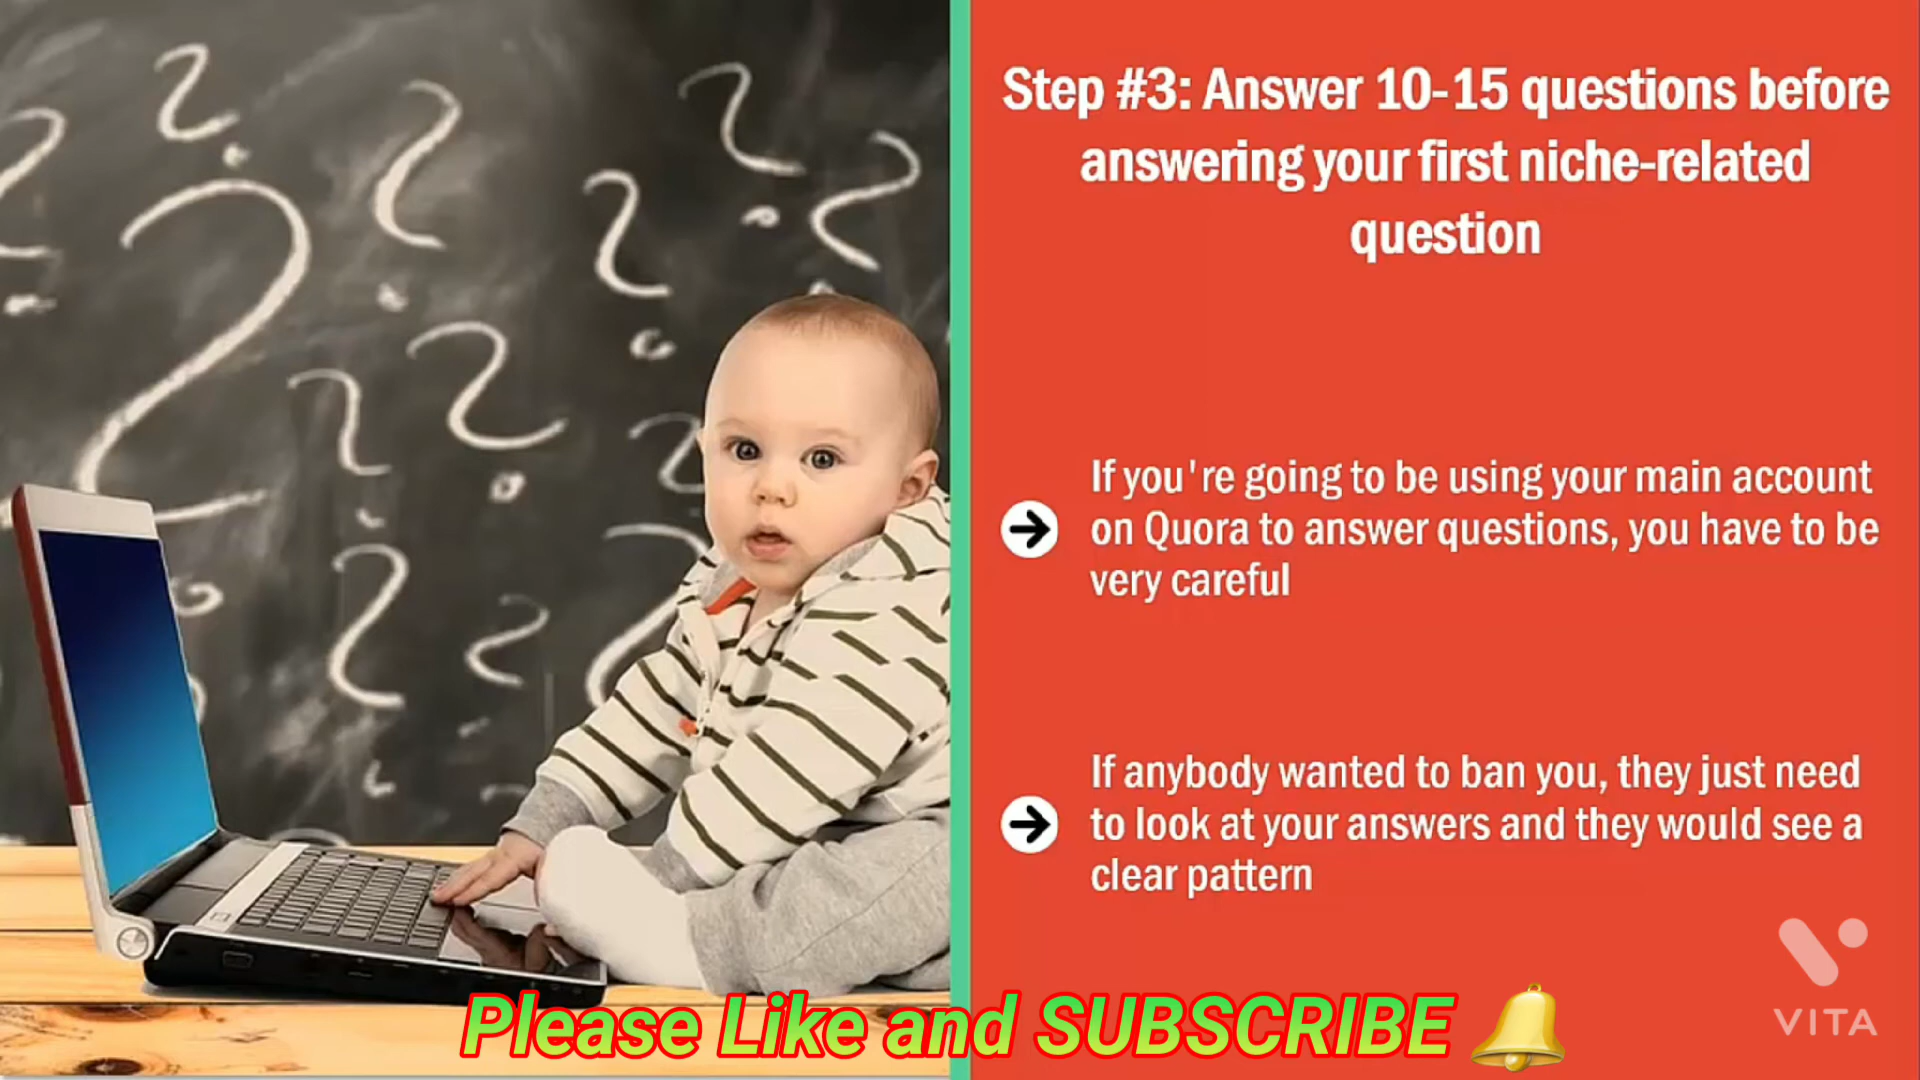 Step #3: Answer 10-15 questions before
answering your first niche-related
question
If you're going to be using your main account
on Quora to answer questions, you have to be
very careful
If anybody wanted to ban you, they just need
to look at your answers and they would see a
clear pattern
VITA
Please Like and SUBSCRIBE 🔔